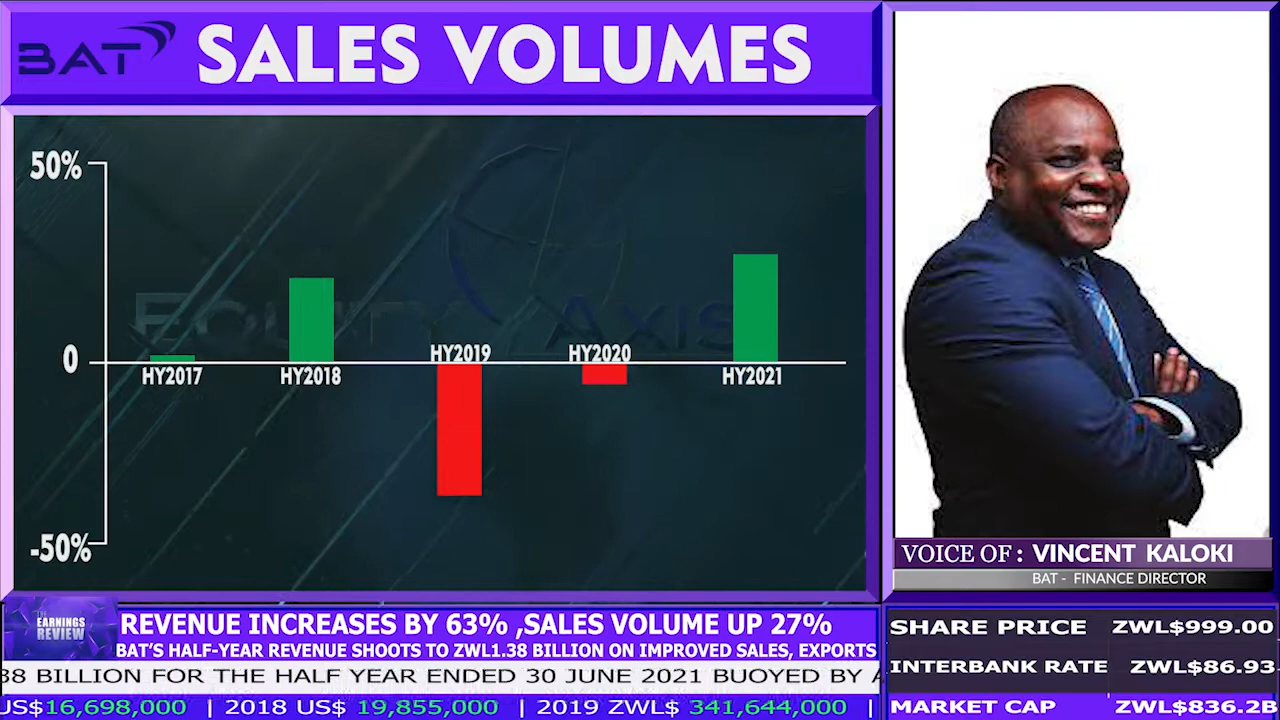 BAT SALES VOLUMES
50%
0
-50%
HY2017
HY2018
HY2019
HY2020
HY2021
EQUITY AXIS
VOICE OF : VINCENT KALOKI
BAT - FINANCE DIRECTOR
THE EARNINGS REVIEW
REVENUE INCREASES BY 63% ,SALES VOLUME UP 27%
BAT'S HALF-YEAR REVENUE SHOOTS TO ZWL1.38 BILLION ON IMPROVED SALES, EXPORTS
38 BILLION FOR THE HALF YEAR ENDED 30 JUNE 2021 BUOYED BY A
US$16,698,000 | 2018 US$ 19,855,000 | 2019 ZWL$ 341,644,000 |
SHARE PRICE ZWL$999.00
INTERBANK RATE ZWL$86.93
MARKET CAP ZWL$836.2B